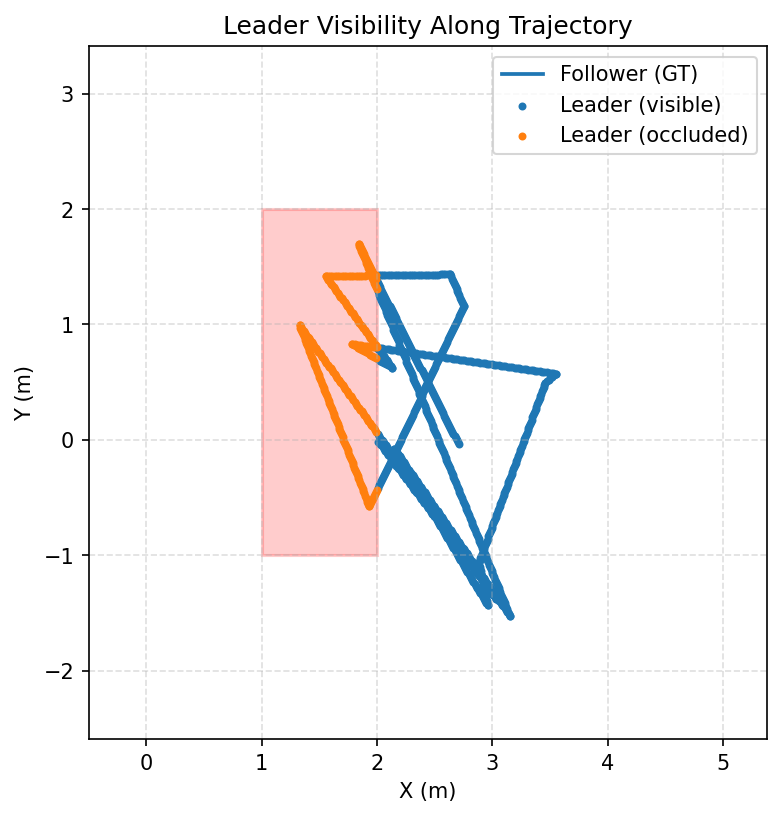 Leader Visibility Along Trajectory
Follower (GT)
Leader (visible)
Leader (occluded)
3
2
1
0
−1
−2
Y (m)
0 1 2 3 4 5
X (m)